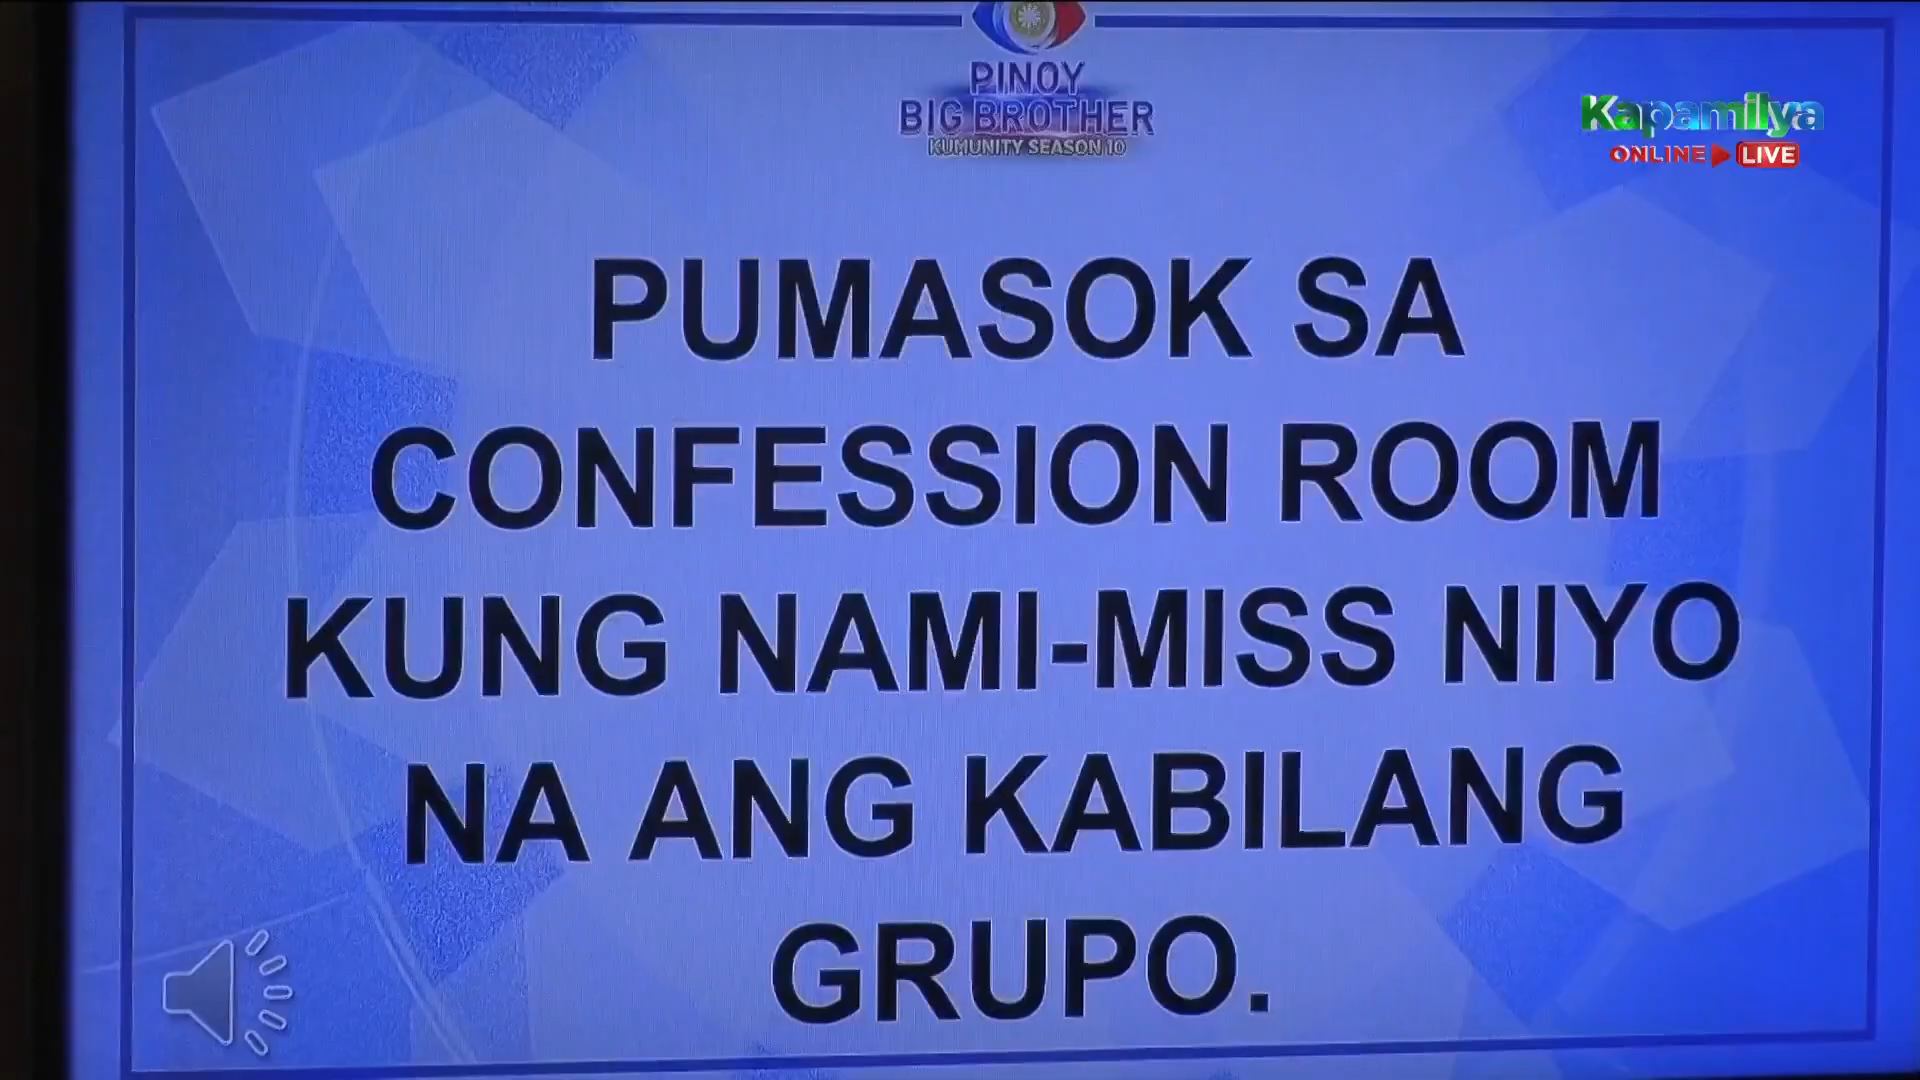 PINOY
BIG BROTHER
KUMUNITY SEASON 10
Kapamilya
ONLINE LIVE
PUMASOK SA
CONFESSION ROOM
KUNG NAMI-MISS NIYO
NA ANG KABILANG
GRUPO.